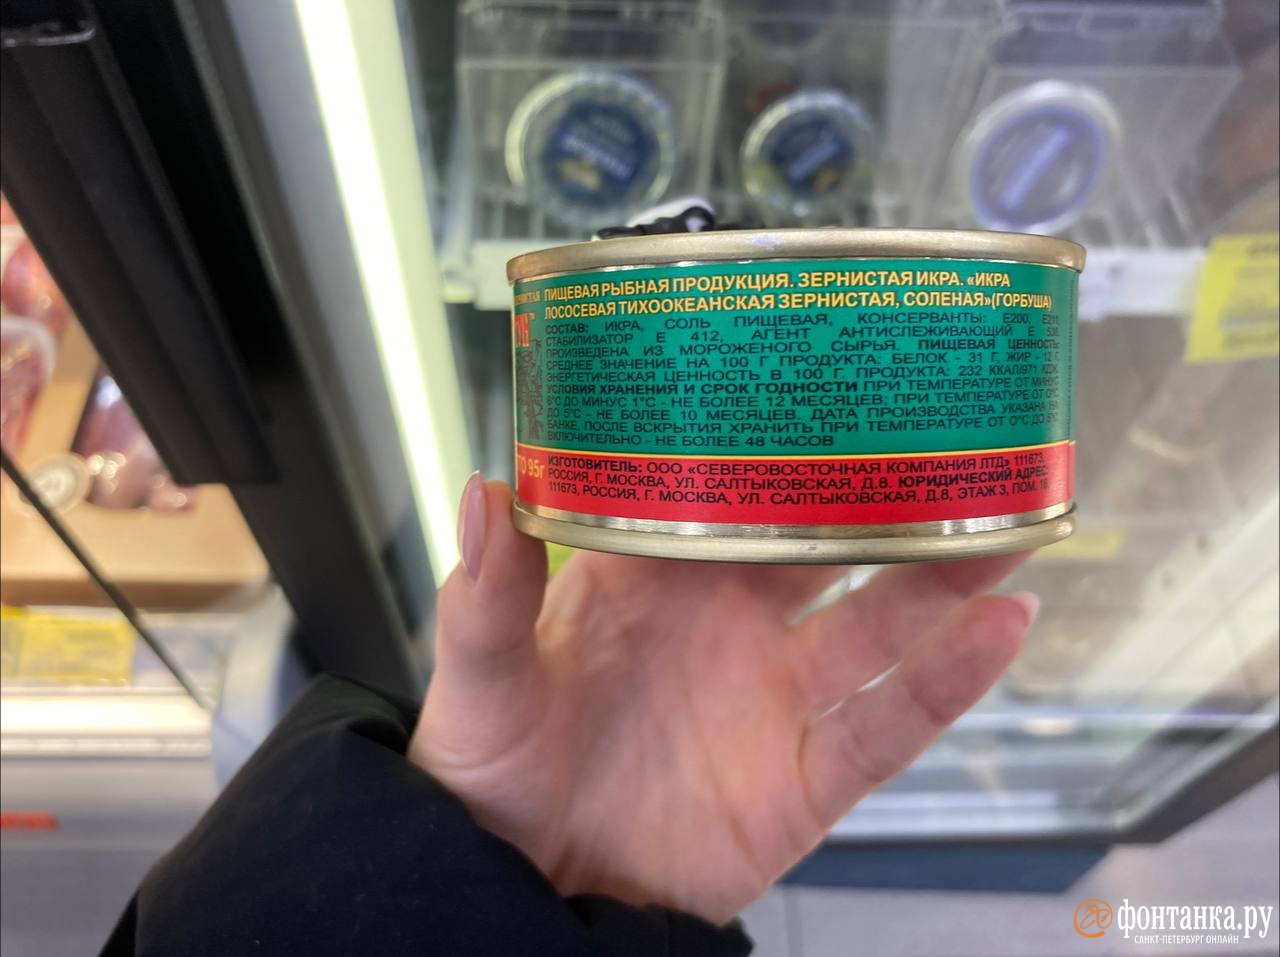 ПИЩЕВАЯ РЫБНАЯ ПРОДУКЦИЯ. ЗЕРНИСТАЯ ИКРА. «ИКРА
ЛОСОСЕВАЯ ТИХООКЕАНСКАЯ ЗЕРНИСТАЯ, СОЛЕНАЯ»(ГОРБУША)
СОСТАВ: ИКРА, СОЛЬ ПИЩЕВАЯ, КОНСЕРВАНТЫ: Е200, Е211,
СТАБИЛИЗАТОР Е 412, АГЕНТ АНТИСЛЕЖИВАЮЩИЙ Е 536.
ПРОИЗВЕДЕНА ИЗ МОРОЖЕНОГО СЫРЬЯ. ПИЩЕВАЯ ЦЕННОСТЬ:
СРЕДНЕЕ ЗНАЧЕНИЕ НА 100 Г ПРОДУКТА: БЕЛОК - 31 Г, ЖИР - 12 Г.
ЭНЕРГЕТИЧЕСКАЯ ЦЕННОСТЬ В 100 Г. ПРОДУКТА: 232 ККАЛ/971 КДЖ.
УСЛОВИЯ ХРАНЕНИЯ И СРОК ГОДНОСТИ ПРИ ТЕМПЕРАТУРЕ ОТ МИНУС
6°С ДО МИНУС 1°С - НЕ БОЛЕЕ 12 МЕСЯЦЕВ; ПРИ ТЕМПЕРАТУРЕ ОТ 0°С
ДО 5°С - НЕ БОЛЕЕ 10 МЕСЯЦЕВ. ДАТА ПРОИЗВОДСТВА УКАЗАНА НА
БАНКЕ. ПОСЛЕ ВСКРЫТИЯ ХРАНИТЬ ПРИ ТЕМПЕРАТУРЕ ОТ 0°С ДО 5°С
ВКЛЮЧИТЕЛЬНО - НЕ БОЛЕЕ 48 ЧАСОВ
ТО 95г
ИЗГОТОВИТЕЛЬ: ООО «СЕВЕРОВОСТОЧНАЯ КОМПАНИЯ ЛТД» 111673,
РОССИЯ, Г. МОСКВА, УЛ. САЛТЫКОВСКАЯ, Д.8. ЮРИДИЧЕСКИЙ АДРЕС:
111673, РОССИЯ, Г. МОСКВА, УЛ. САЛТЫКОВСКАЯ, Д.8, ЭТАЖ 3, ПОМ.
фонтанка.ру
САНКТ-ПЕТЕРБУРГ ОНЛАЙН